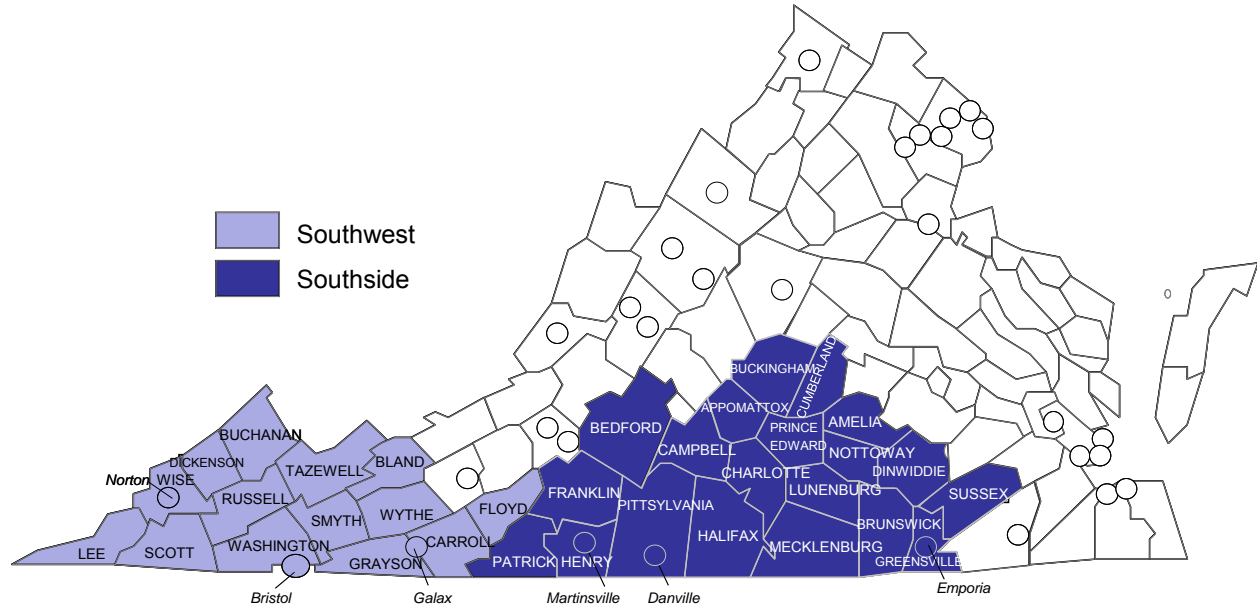 Southwest
Southside
BUCKINGHAM
CUMBERLAND
APPOMATTOX
BEDFORD
PRINCE
EDWARD
AMELIA
BUCHANAN
CAMPBELL
NOTTOWAY
DICKENSON
TAZEWELL
BLAND
CHARLOTTE
DINWIDDIE
Norton
WISE
RUSSELL
FRANKLIN
LUNENBURG
SUSSEX
SMYTH
WYTHE
FLOYD
PITTSYLVANIA
BRUNSWICK
LEE
SCOTT
WASHINGTON
CARROLL
HALIFAX
MECKLENBURG
GRAYSON
PATRICK
HENRY
GREENSVILLE
Bristol
Galax
Martinsville
Danville
Emporia